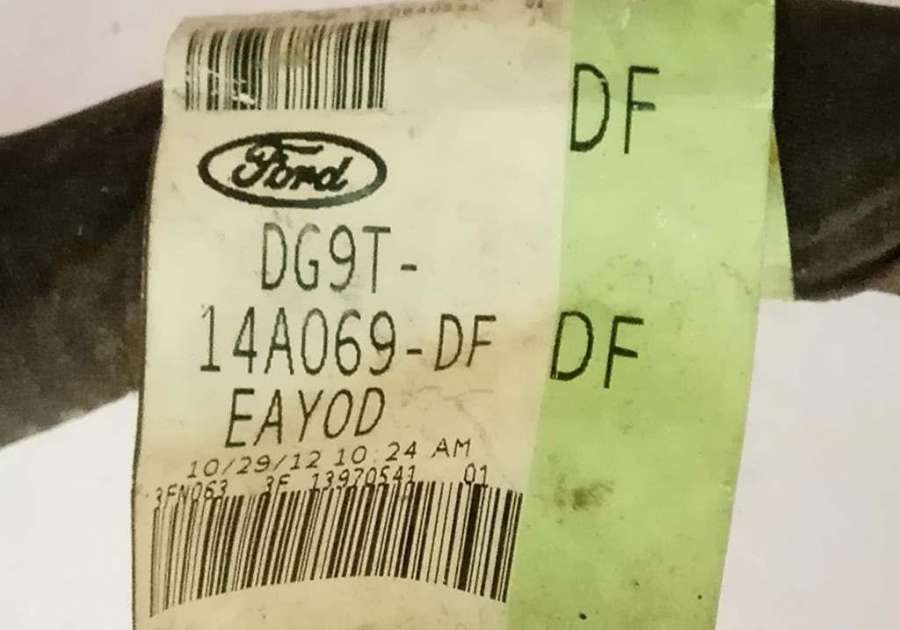 DF
Ford
DG9T-
14A069-DF
DF
EAYOD
10/29/12 10:24 AM
3FN063 3F 13970541 01